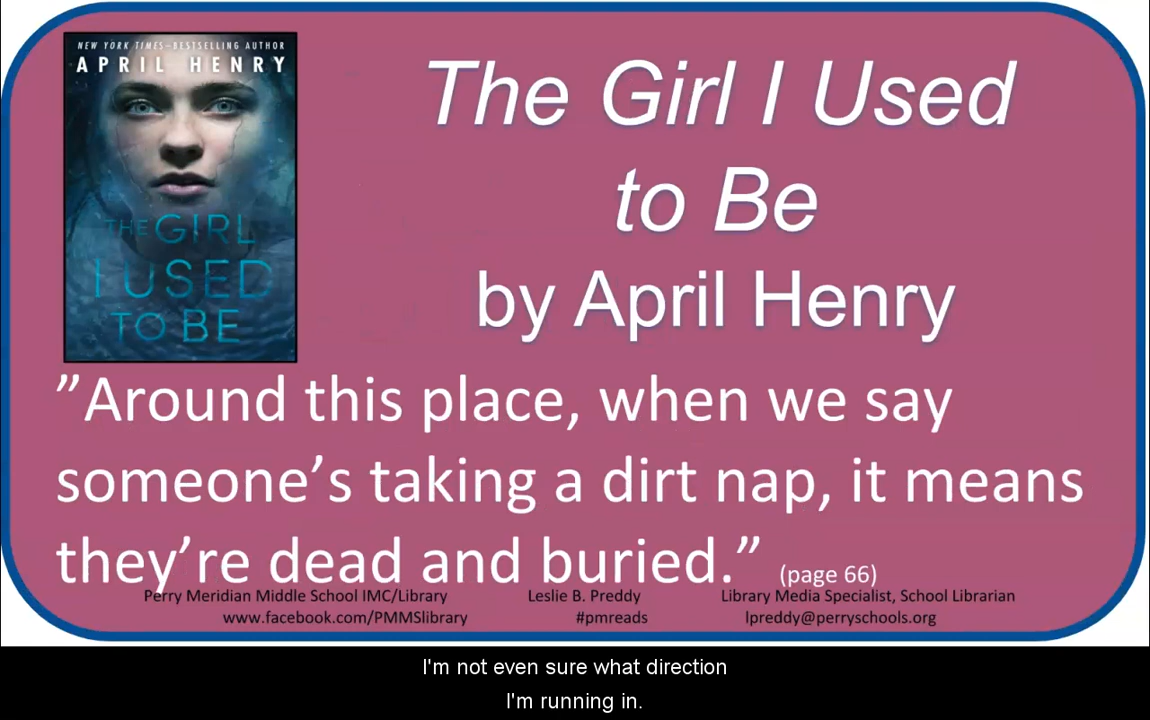 NEW YORK TIMES–BESTSELLING AUTHOR
APRIL HENRY
THE GIRL
I USED
TO BE
The Girl I Used
to Be
by April Henry
”Around this place, when we say
someone’s taking a dirt nap, it means
they’re dead and buried.” (page 66)
Perry Meridian Middle School IMC/Library Leslie B. Preddy Library Media Specialist, School Librarian
www.facebook.com/PMMSlibrary #pmreads lpreddy@perryschools.org
I'm not even sure what direction
I'm running in.